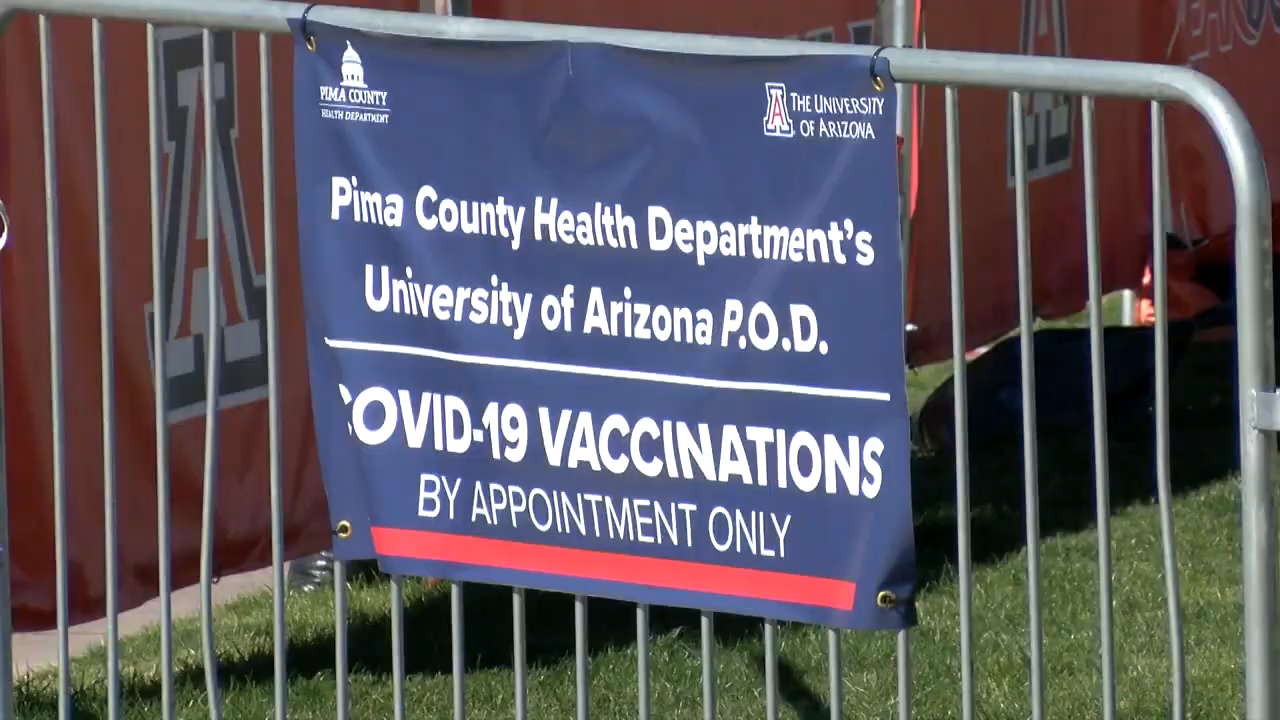 PIMA COUNTY
HEALTH DEPARTMENT
A THE UNIVERSITY
OF ARIZONA
Pima County Health Department's
University of Arizona P.O.D.
COVID-19 VACCINATIONS
BY APPOINTMENT ONLY
A
A